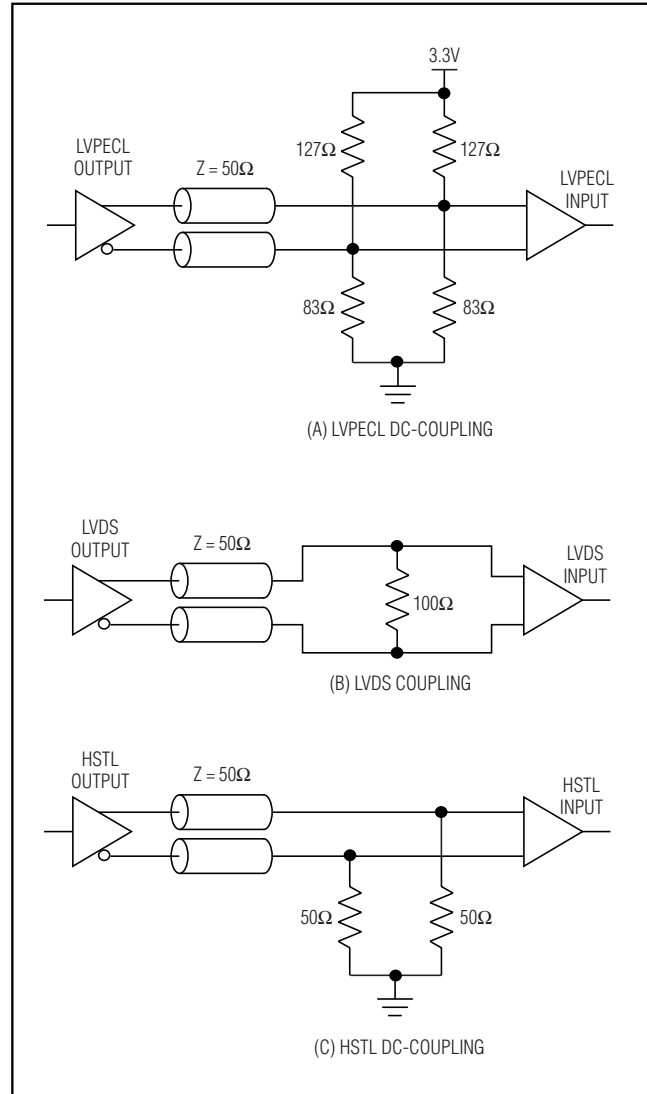 3.3V
LVPECL
OUTPUT
Z = 50Ω
127Ω
127Ω
LVPECL
INPUT
83Ω
83Ω
(A) LVPECL DC-COUPLING
LVDS
OUTPUT
Z = 50Ω
LVDS
INPUT
100Ω
(B) LVDS COUPLING
HSTL
OUTPUT
Z = 50Ω
HSTL
INPUT
50Ω
50Ω
(C) HSTL DC-COUPLING